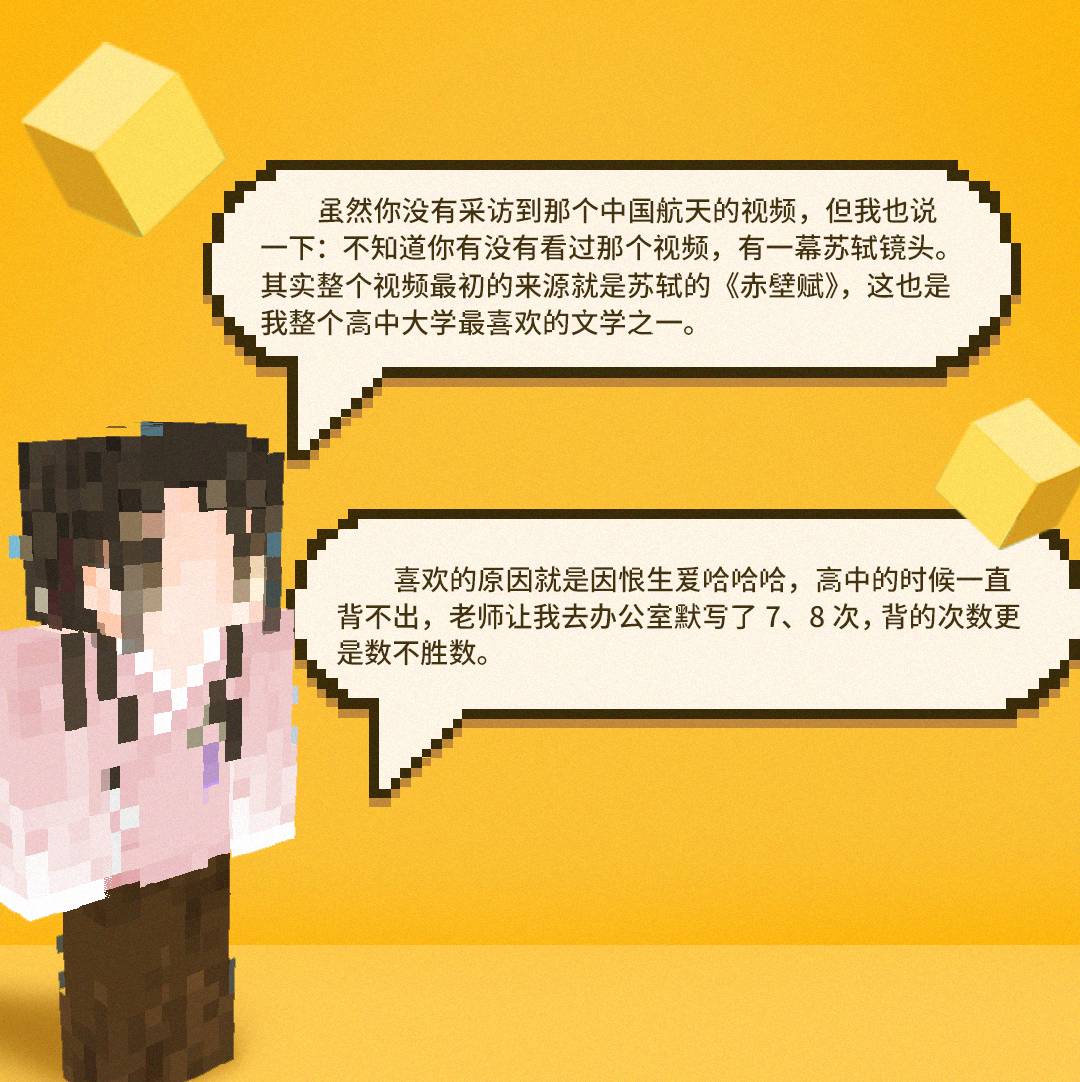 虽然你没有采访到那个中国航天的视频，但我也说
一下：不知道你有没有看过那个视频，有一幕苏轼镜头。
其实整个视频最初的来源就是苏轼的《赤壁赋》，这也是
我整个高中大学最喜欢的文学之一。
喜欢的原因就是因恨生爱哈哈哈，高中的时候一直
背不出，老师让我去办公室默写了 7、8 次，背的次数更
是数不胜数。